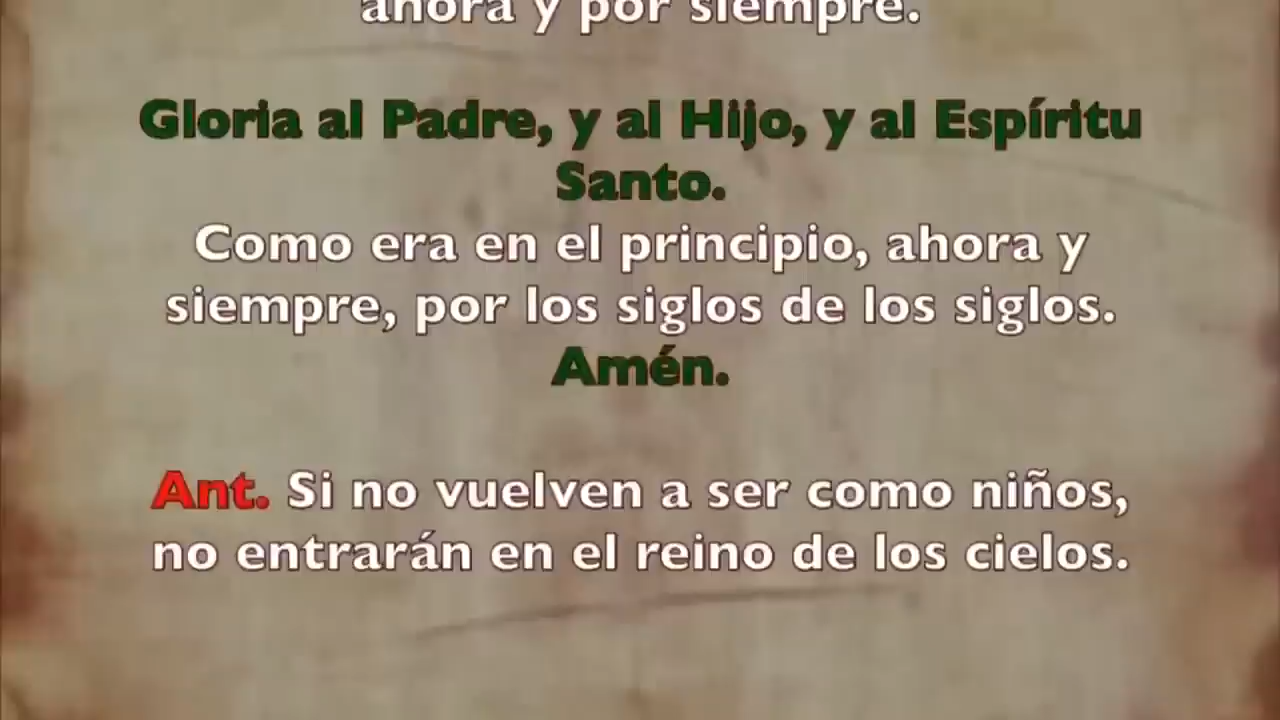 ahora y por siempre.
Gloria al Padre, y al Hijo, y al Espíritu
Santo.
Como era en el principio, ahora y
siempre, por los siglos de los siglos.
Amén.
Ant. Si no vuelven a ser como niños,
no entrarán en el reino de los cielos.